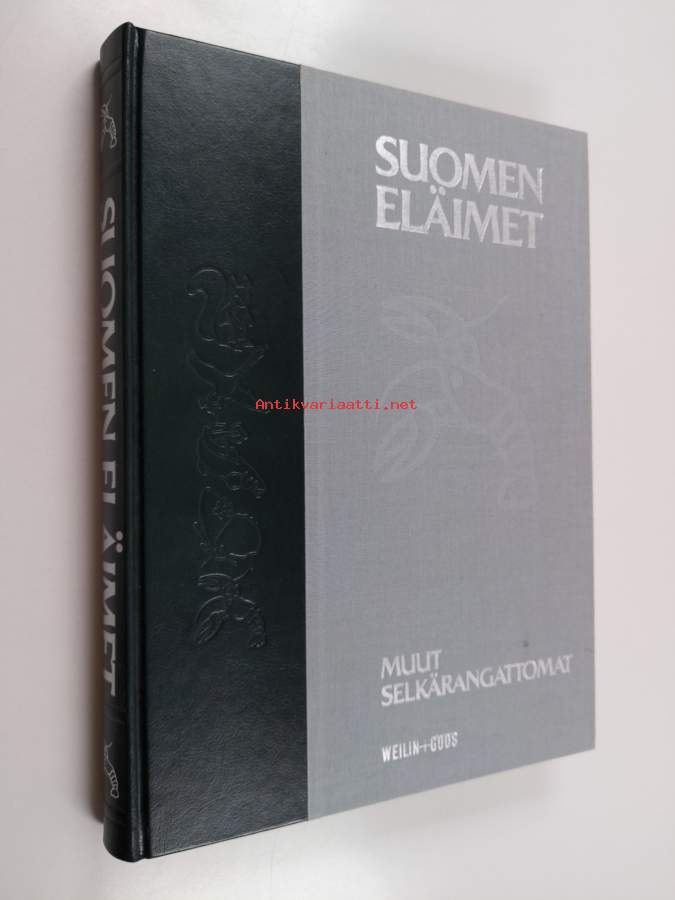 SUOMEN
ELÄIMET
Antikvariaatti.net
MUUT
SELKÄRANGATTOMAT
WEILIN+GÖÖS
SUOMEN ELÄIMET